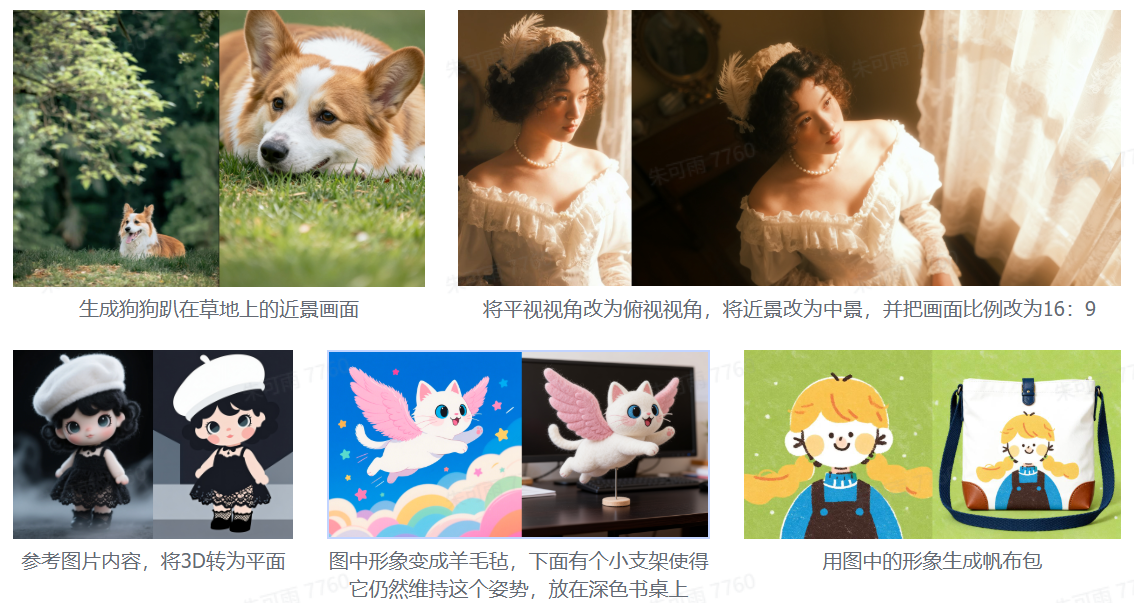 生成狗狗趴在草地上的近景画面
将平视视角改为俯视视角，将近景改为中景，并把画面比例改为16：9
参考图片内容，将3D转为平面
图中形象变成羊毛毡，下面有个小支架使得
它仍然维持这个姿势，放在深色书桌上
用图中的形象生成帆布包
朱可雨 7760